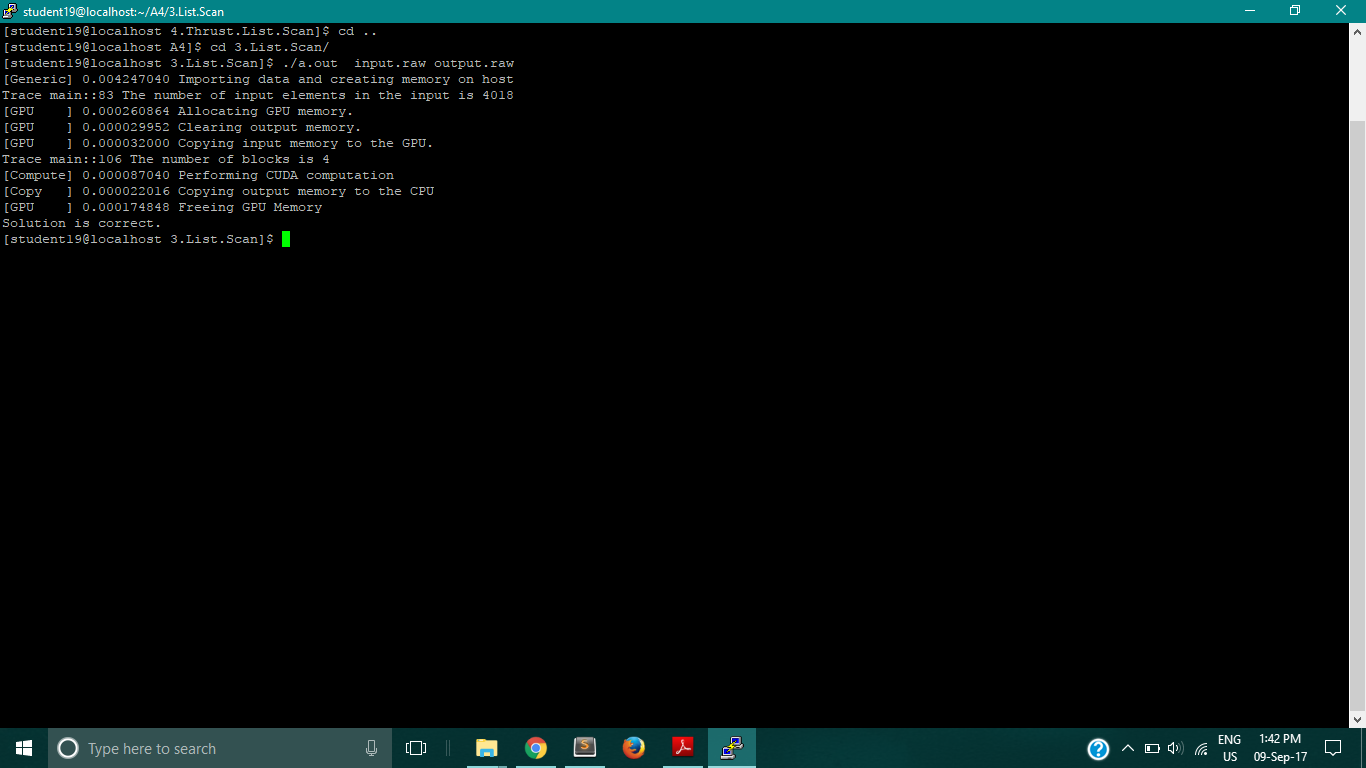 student19@localhost:~/A4/3.List.Scan
[student19@localhost 4.Thrust.List.Scan]$ cd ..
[student19@localhost A4]$ cd 3.List.Scan/
[student19@localhost 3.List.Scan]$ ./a.out  input.raw output.raw
[Generic] 0.004247040 Importing data and creating memory on host
Trace main::83 The number of input elements in the input is 4018
[GPU    ] 0.000260864 Allocating GPU memory.
[GPU    ] 0.000029952 Clearing output memory.
[GPU    ] 0.000032000 Copying input memory to the GPU.
Trace main::106 The number of blocks is 4
[Compute] 0.000087040 Performing CUDA computation
[Copy   ] 0.000022016 Copying output memory to the CPU
[GPU    ] 0.000174848 Freeing GPU Memory
Solution is correct.
[student19@localhost 3.List.Scan]$
Type here to search
ENG
US
1:42 PM
09-Sep-17